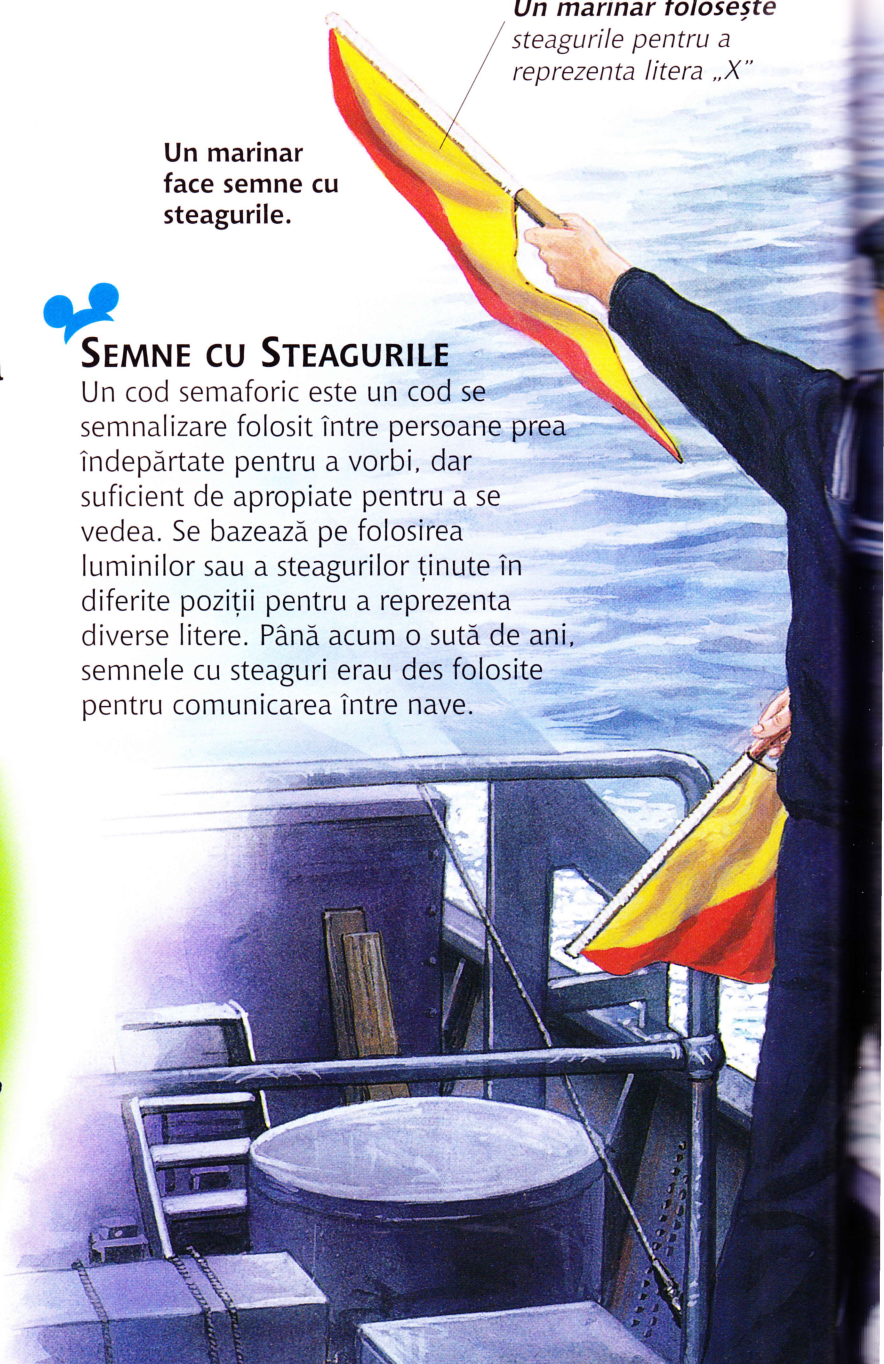 Un marinar folosește
steagurile pentru a
reprezenta litera „X”
Un marinar
face semne cu
steagurile.
SEMNE CU STEAGURILE
Un cod semaforic este un cod se
semnalizare folosit între persoane prea
îndepărtate pentru a vorbi, dar
suficient de apropiate pentru a se
vedea. Se bazează pe folosirea
luminilor sau a steagurilor ținute în
diferite poziții pentru a reprezenta
diverse litere. Până acum o sută de ani,
semnele cu steaguri erau des folosite
pentru comunicarea între nave.